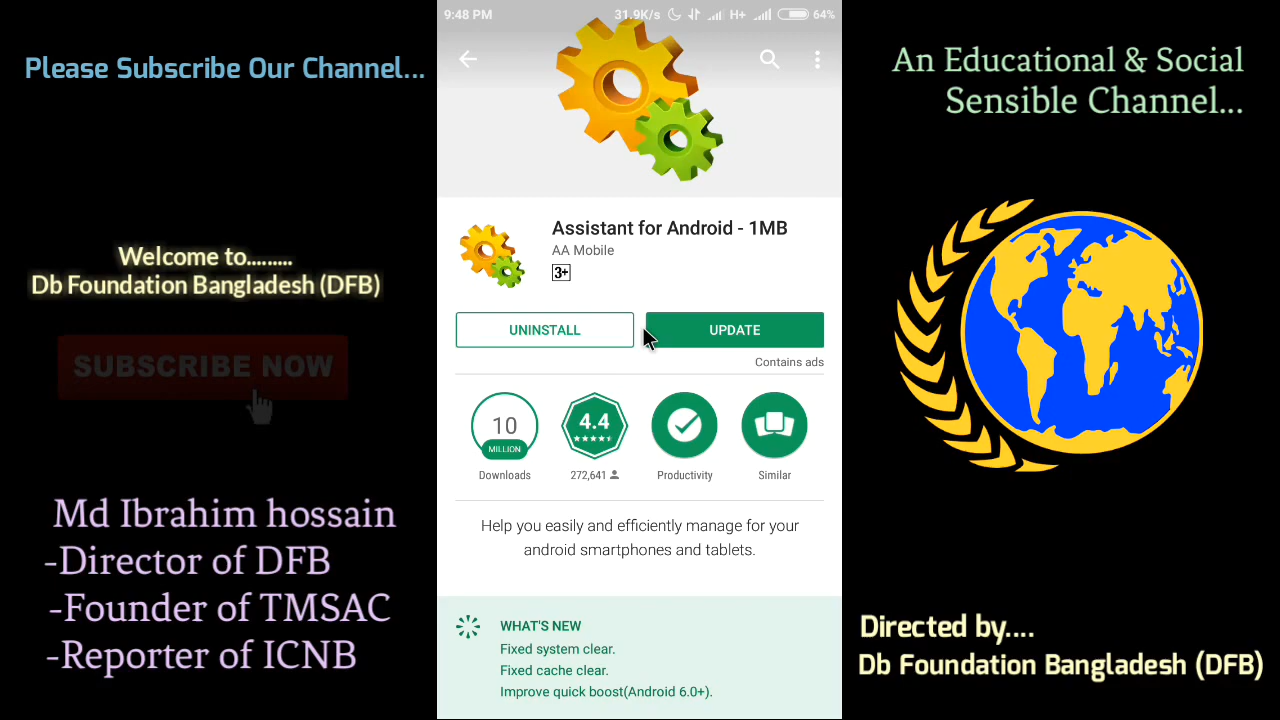 Please Subscribe Our Channel...
Welcome to.........
Db Foundation Bangladesh (DFB)
SUBSCRIBE NOW
Md Ibrahim hossain
-Director of DFB
-Founder of TMSAC
-Reporter of ICNB
9:48 PM 31.9K/s H+ 64%
Assistant for Android - 1MB
AA Mobile
3+
UNINSTALL UPDATE
Contains ads
10 MILLION
4.4
Downloads 272,641 Productivity Similar
Help you easily and efficiently manage for your
android smartphones and tablets.
WHAT'S NEW
Fixed system clear.
Fixed cache clear.
Improve quick boost(Android 6.0+).
An Educational & Social
Sensible Channel...
Directed by....
Db Foundation Bangladesh (DFB)